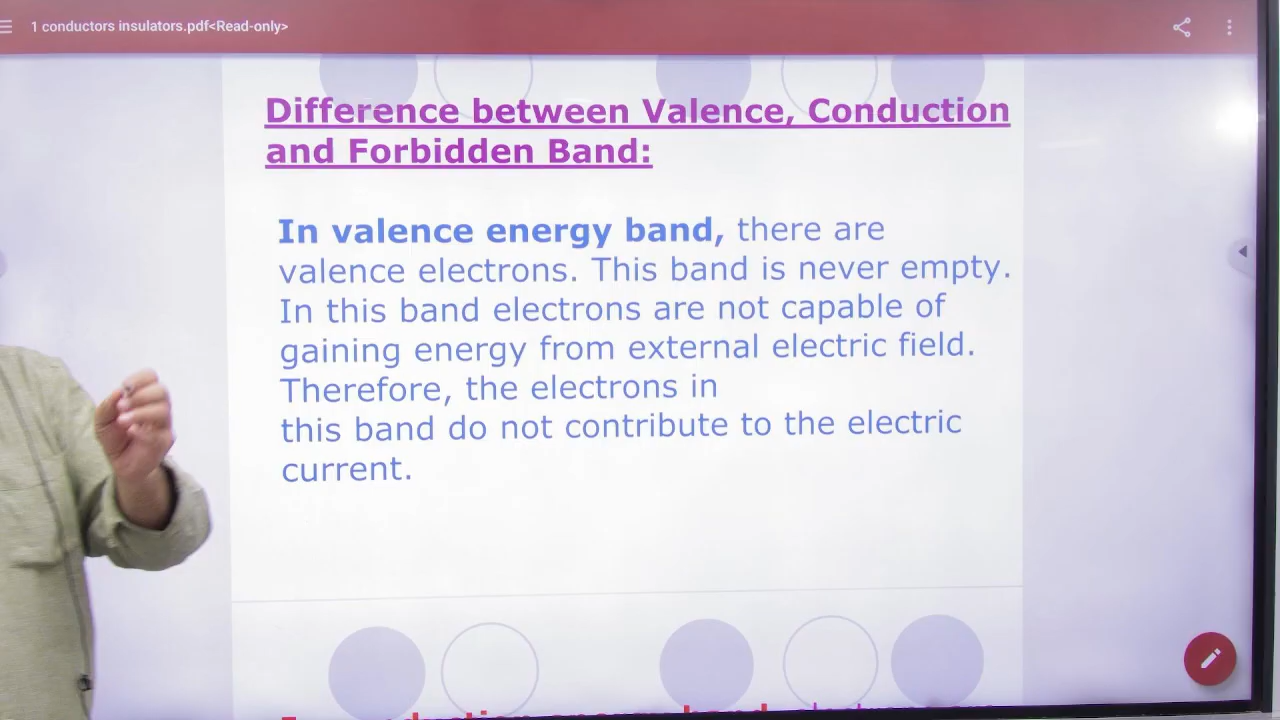 1 conductors insulators.pdf<Read-only>
Difference between Valence, Conduction
and Forbidden Band:
In valence energy band, there are
valence electrons. This band is never empty.
In this band electrons are not capable of
gaining energy from external electric field.
Therefore, the electrons in
this band do not contribute to the electric
current.